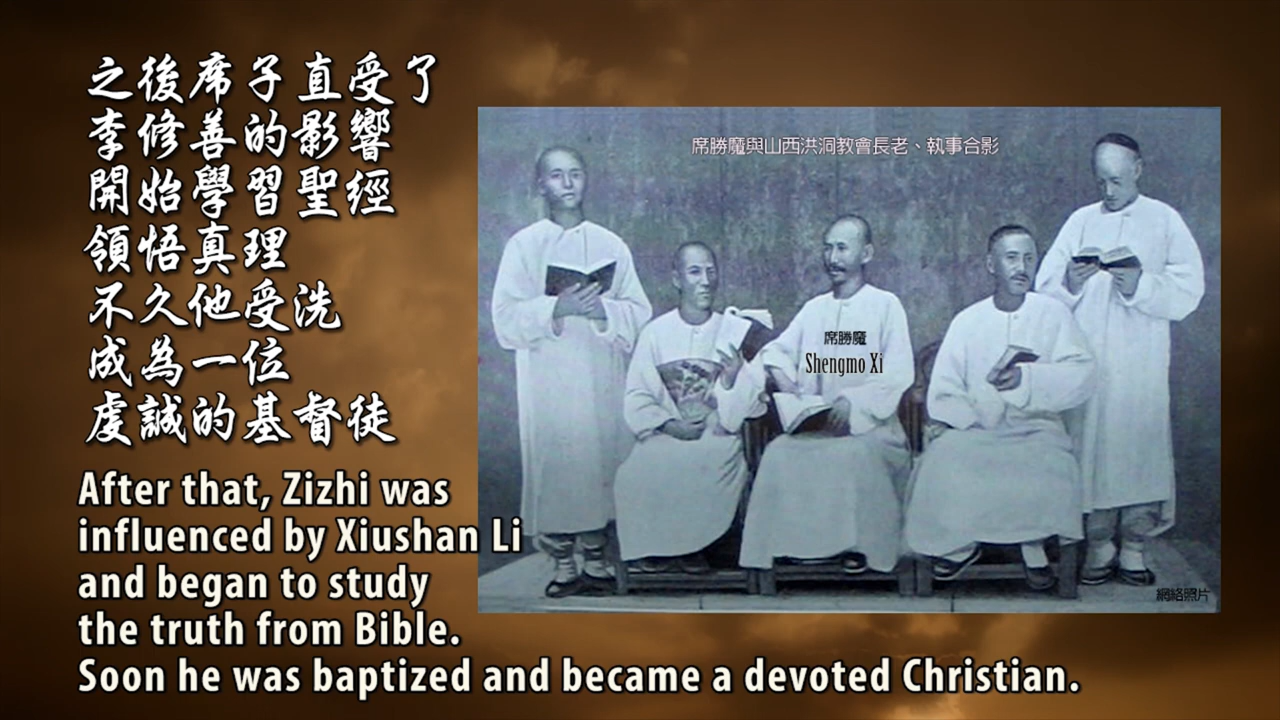 之後席子直受了
李修善的影響
開始學習聖經
領悟真理
不久他受洗
成為一位
虔誠的基督徒
After that, Zizhi was
influenced by Xiushan Li
and began to study
the truth from Bible.
Soon he was baptized and became a devoted Christian.
席勝魔與山西洪洞教會長老、執事合影
席勝魔
Shengmo Xi
網絡照片